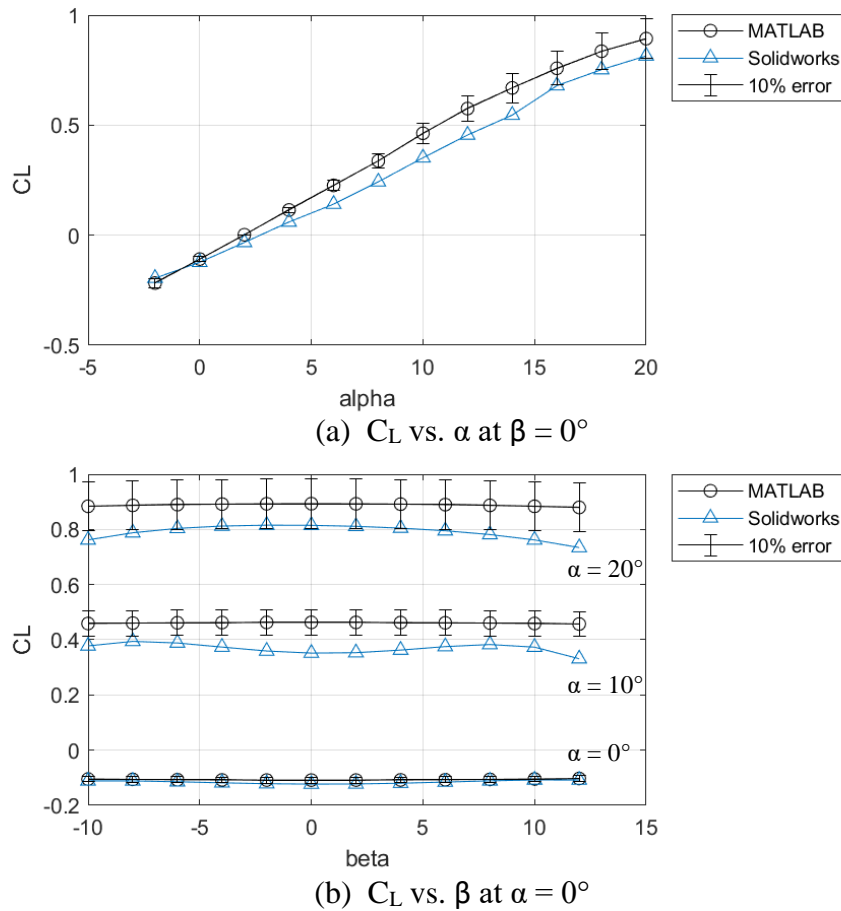 1
0.5
0
-0.5
CL
-5
0
5
10
15
20
alpha
MATLAB
Solidworks
10% error
(a) CL vs. α at β = 0°
1
0.8
0.6
0.4
0.2
0
-0.2
CL
α = 20°
α = 10°
α = 0°
-10
-5
0
5
10
15
beta
MATLAB
Solidworks
10% error
(b) CL vs. β at α = 0°